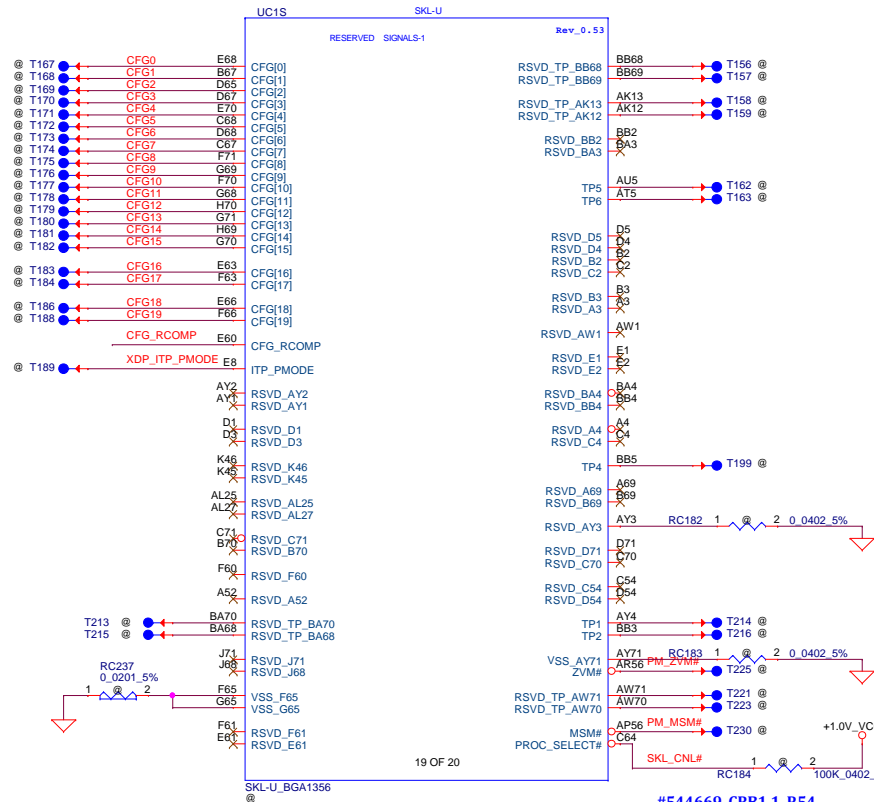 UC1S
SKL-U
Rev_0.53
RESERVED SIGNALS-1
@ T167 CFG0 E68 CFG[0]
@ T168 CFG1 B67 CFG[1]
@ T169 CFG2 D65 CFG[2]
@ T170 CFG3 D67 CFG[3]
@ T171 CFG4 E70 CFG[4]
@ T172 CFG5 C68 CFG[5]
@ T173 CFG6 D68 CFG[6]
@ T174 CFG7 C67 CFG[7]
@ T175 CFG8 F71 CFG[8]
@ T176 CFG9 G69 CFG[9]
@ T177 CFG10 F70 CFG[10]
@ T178 CFG11 G68 CFG[11]
@ T179 CFG12 H70 CFG[12]
@ T180 CFG13 G71 CFG[13]
@ T181 CFG14 H69 CFG[14]
@ T182 CFG15 G70 CFG[15]
@ T183 CFG16 E63 CFG[16]
@ T184 CFG17 F63 CFG[17]
@ T186 CFG18 E66 CFG[18]
@ T188 CFG19 F66 CFG[19]
CFG_RCOMP E60 CFG_RCOMP
@ T189 XDP_ITP_PMODE E8 ITP_PMODE
AY2 RSVD_AY2
AY1 RSVD_AY1
D1 RSVD_D1
D3 RSVD_D3
K46 RSVD_K46
K45 RSVD_K45
AL25 RSVD_AL25
AL27 RSVD_AL27
C71 RSVD_C71
B70 RSVD_B70
F60 RSVD_F60
A52 RSVD_A52
T213 @ BA70 RSVD_TP_BA70
T215 @ BA68 RSVD_TP_BA68
J71 RSVD_J71
J68 RSVD_J68
RC237
0_0201_5%
1 @ 2 F65 VSS_F65
G65 VSS_G65
F61 RSVD_F61
E61 RSVD_E61
RSVD_TP_BB68 BB68 T156 @
RSVD_TP_BB69 BB69 T157 @
RSVD_TP_AK13 AK13 T158 @
RSVD_TP_AK12 AK12 T159 @
RSVD_BB2 BB2
RSVD_BA3 BA3
TP5 AU5 T162 @
TP6 AT5 T163 @
RSVD_D5 D5
RSVD_D4 D4
RSVD_B2 B2
RSVD_C2 C2
RSVD_B3 B3
RSVD_A3 A3
RSVD_AW1 AW1
RSVD_E1 E1
RSVD_E2 E2
RSVD_BA4 BA4
RSVD_BB4 BB4
RSVD_A4 A4
RSVD_C4 C4
TP4 BB5 T199 @
RSVD_A69 A69
RSVD_B69 B69
RSVD_AY3 AY3 RC182 1 @ 2 0_0402_5%
RSVD_D71 D71
RSVD_C70 C70
RSVD_C54 C54
RSVD_D54 D54
TP1 AY4 T214 @
TP2 BB3 T216 @
VSS_AY71 AY71 RC183 1 @ 2 0_0402_5%
ZVM# AR56 PM_ZVM# T225 @
RSVD_TP_AW71 AW71 T221 @
RSVD_TP_AW70 AW70 T223 @
MSM# AP56 PM_MSM# T230 @
PROC_SELECT# C64 SKL_CNL# RC184 1 @ 2 100K_0402_
+1.0V_VC
19 OF 20
SKL-U_BGA1356
@